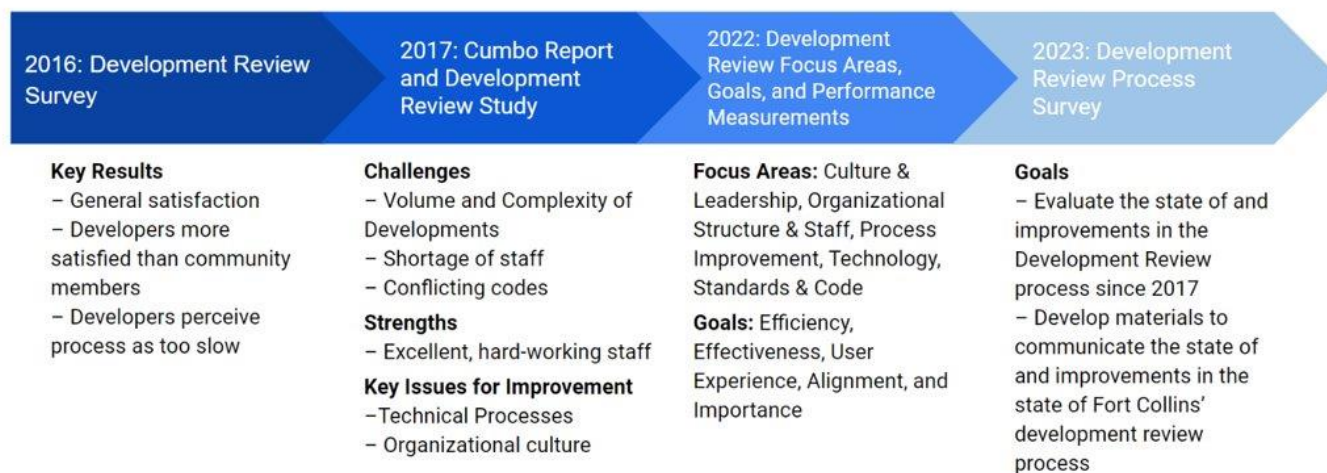 2016: Development Review
Survey
2017: Cumbo Report
and Development
Review Study
2022: Development
Review Focus Areas,
Goals, and Performance
Measurements
2023: Development
Review Process
Survey
Key Results
– General satisfaction
– Developers more
satisfied than community
members
– Developers perceive
process as too slow
Challenges
– Volume and Complexity of
Developments
– Shortage of staff
– Conflicting codes
Strengths
– Excellent, hard-working staff
Key Issues for Improvement
–Technical Processes
– Organizational culture
Focus Areas: Culture &
Leadership, Organizational
Structure & Staff, Process
Improvement, Technology,
Standards & Code
Goals: Efficiency,
Effectiveness, User
Experience, Alignment, and
Importance
Goals
– Evaluate the state of and
improvements in the
Development Review
process since 2017
– Develop materials to
communicate the state of
and improvements in the
state of Fort Collins’
development review
process